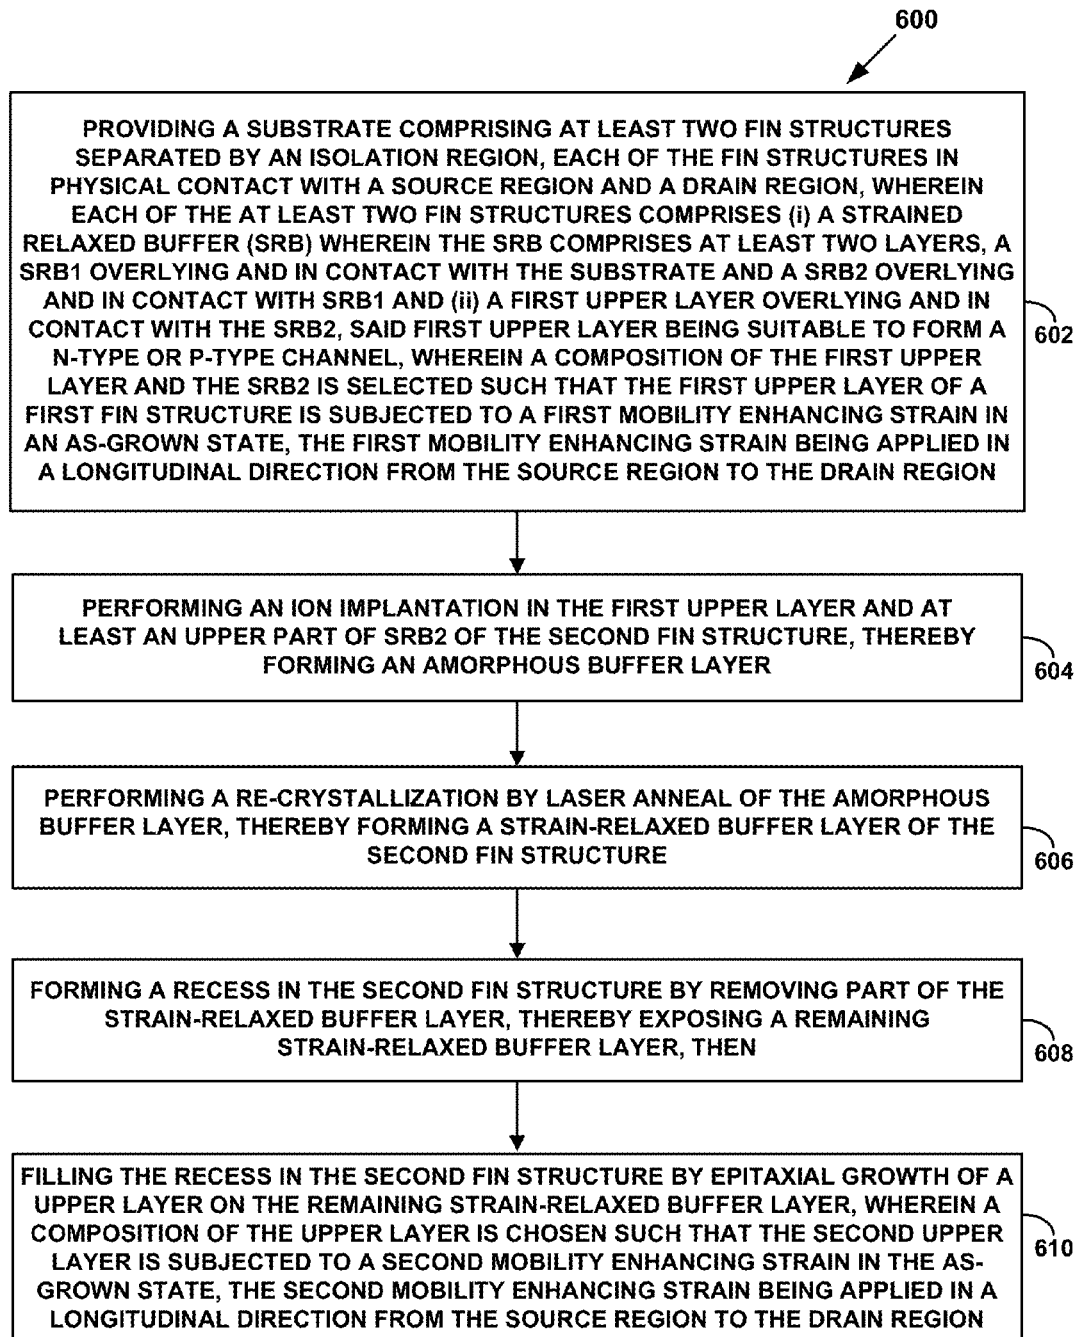 600
PROVIDING A SUBSTRATE COMPRISING AT LEAST TWO FIN STRUCTURES
SEPARATED BY AN ISOLATION REGION, EACH OF THE FIN STRUCTURES IN
PHYSICAL CONTACT WITH A SOURCE REGION AND A DRAIN REGION, WHEREIN
EACH OF THE AT LEAST TWO FIN STRUCTURES COMPRISES (i) A STRAINED
RELAXED BUFFER (SRB) WHEREIN THE SRB COMPRISES AT LEAST TWO LAYERS, A
SRB1 OVERLYING AND IN CONTACT WITH THE SUBSTRATE AND A SRB2 OVERLYING
AND IN CONTACT WITH SRB1 AND (ii) A FIRST UPPER LAYER OVERLYING AND IN
CONTACT WITH THE SRB2, SAID FIRST UPPER LAYER BEING SUITABLE TO FORM A
N-TYPE OR P-TYPE CHANNEL, WHEREIN A COMPOSITION OF THE FIRST UPPER
LAYER AND THE SRB2 IS SELECTED SUCH THAT THE FIRST UPPER LAYER OF A
FIRST FIN STRUCTURE IS SUBJECTED TO A FIRST MOBILITY ENHANCING STRAIN IN
AN AS-GROWN STATE, THE FIRST MOBILITY ENHANCING STRAIN BEING APPLIED IN
A LONGITUDINAL DIRECTION FROM THE SOURCE REGION TO THE DRAIN REGION
602
PERFORMING AN ION IMPLANTATION IN THE FIRST UPPER LAYER AND AT
LEAST AN UPPER PART OF SRB2 OF THE SECOND FIN STRUCTURE, THEREBY
FORMING AN AMORPHOUS BUFFER LAYER
604
PERFORMING A RE-CRYSTALLIZATION BY LASER ANNEAL OF THE AMORPHOUS
BUFFER LAYER, THEREBY FORMING A STRAIN-RELAXED BUFFER LAYER OF THE
SECOND FIN STRUCTURE
606
FORMING A RECESS IN THE SECOND FIN STRUCTURE BY REMOVING PART OF THE
STRAIN-RELAXED BUFFER LAYER, THEREBY EXPOSING A REMAINING
STRAIN-RELAXED BUFFER LAYER, THEN
608
FILLING THE RECESS IN THE SECOND FIN STRUCTURE BY EPITAXIAL GROWTH OF A
UPPER LAYER ON THE REMAINING STRAIN-RELAXED BUFFER LAYER, WHEREIN A
COMPOSITION OF THE UPPER LAYER IS CHOSEN SUCH THAT THE SECOND UPPER
LAYER IS SUBJECTED TO A SECOND MOBILITY ENHANCING STRAIN IN THE AS-
GROWN STATE, THE SECOND MOBILITY ENHANCING STRAIN BEING APPLIED IN A
LONGITUDINAL DIRECTION FROM THE SOURCE REGION TO THE DRAIN REGION
610